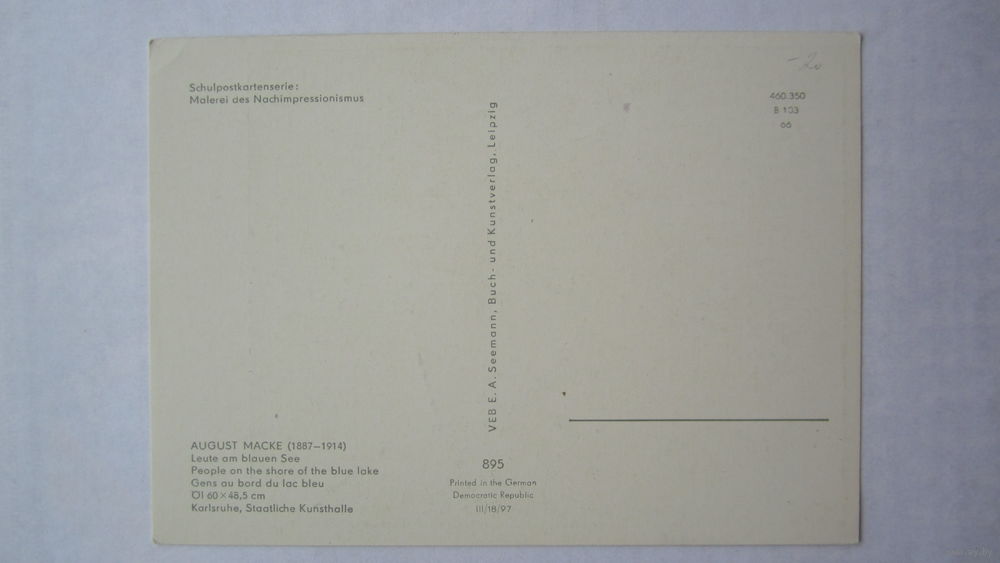 Schulpostkartenserie:
Malerei des Nachimpressionismus
460.350
B 133
66
VEB E. A. Seemann, Buch- und Kunstverlag, Leipzig
AUGUST MACKE (1887–1914)
Leute am blauen See
People on the shore of the blue lake
Gens au bord du lac bleu
Öl 60×48,5 cm
Karlsruhe, Staatliche Kunsthalle
895
Printed in the German
Democratic Republic
III/18/97